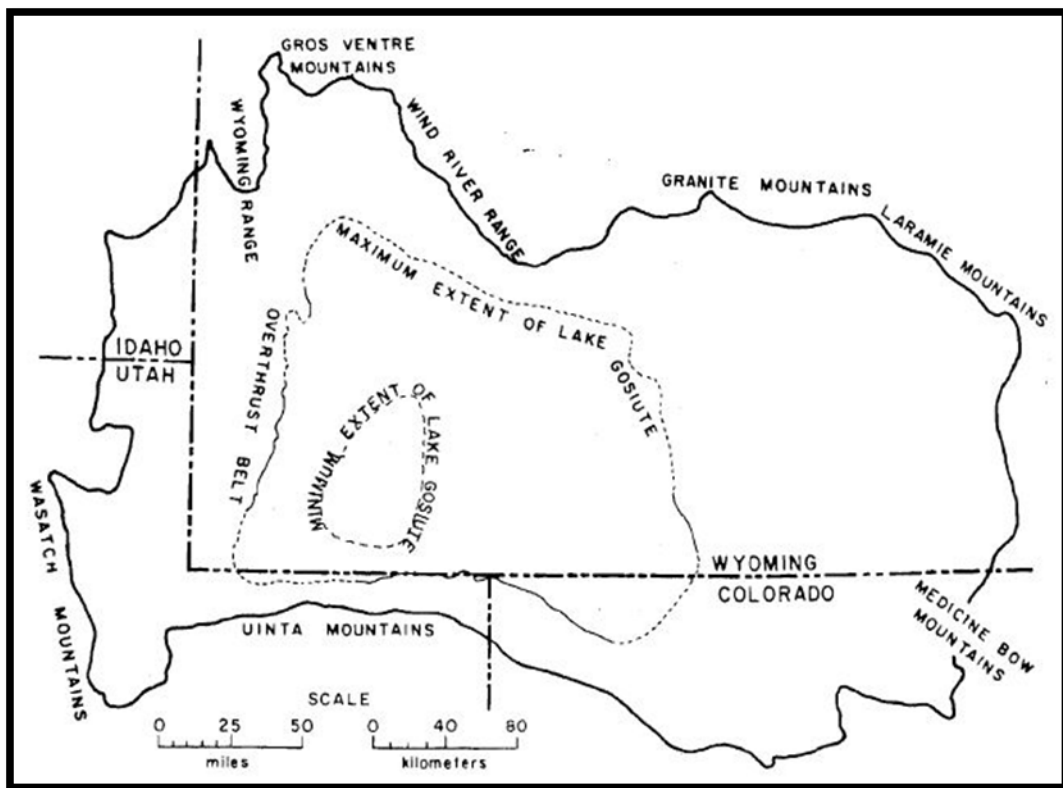 GROS VENTRE
MOUNTAINS
WYOMING RANGE
WIND RIVER RANGE
GRANITE MOUNTAINS
LARAMIE MOUNTAINS
MAXIMUM EXTENT OF LAKE GOSIUTE
OVERTHRUST BELT
IDAHO
UTAH
MINIMUM EXTENT OF LAKE GOSIUTE
WASATCH MOUNTAINS
WYOMING
COLORADO
MEDICINE BOW
MOUNTAINS
UINTA MOUNTAINS
SCALE
0 25 50
miles
0 40 80
kilometers